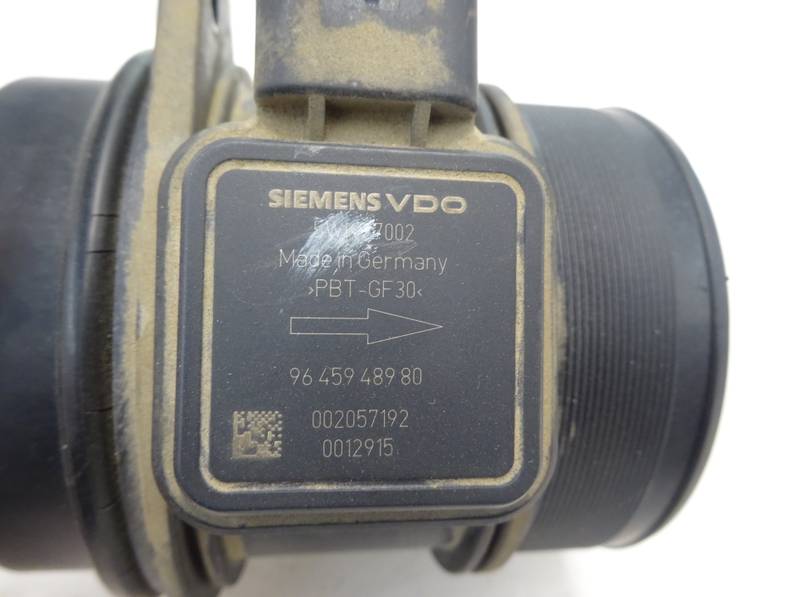 SIEMENS VDO
Made in Germany
>PBT-GF30<
96 459 489 80
002057192
0012915